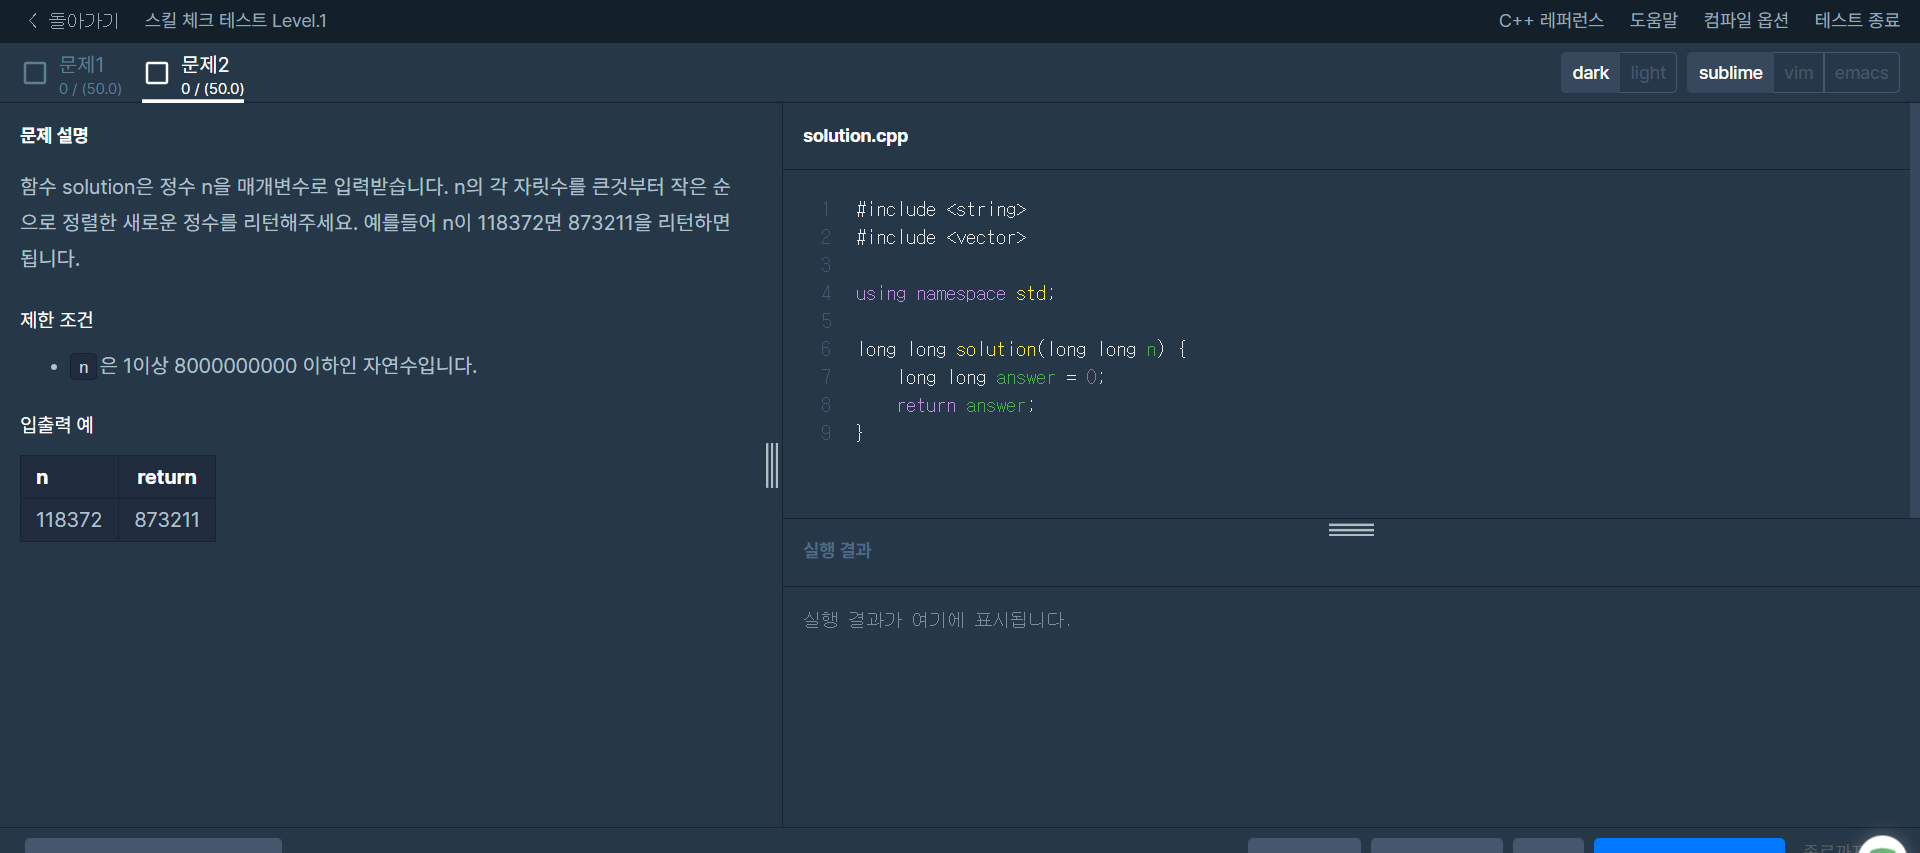 돌아가기 스킬 체크 테스트 Level.1 C++ 레퍼런스 도움말 컴파일 옵션 테스트 종료
문제1 문제2
0 / (50.0) 0 / (50.0)
dark light sublime vim emacs
문제 설명
함수 solution은 정수 n을 매개변수로 입력받습니다. n의 각 자릿수를 큰것부터 작은 순
으로 정렬한 새로운 정수를 리턴해주세요. 예를들어 n이 118372면 873211을 리턴하면
됩니다.
제한 조건
• n 은 1이상 8000000000 이하인 자연수입니다.
입출력 예
n return
118372 873211
solution.cpp
1 #include <string>
2 #include <vector>
3
4 using namespace std;
5
6 long long solution(long long n) {
7 long long answer = 0;
8 return answer;
9 }
실행 결과
실행 결과가 여기에 표시됩니다.